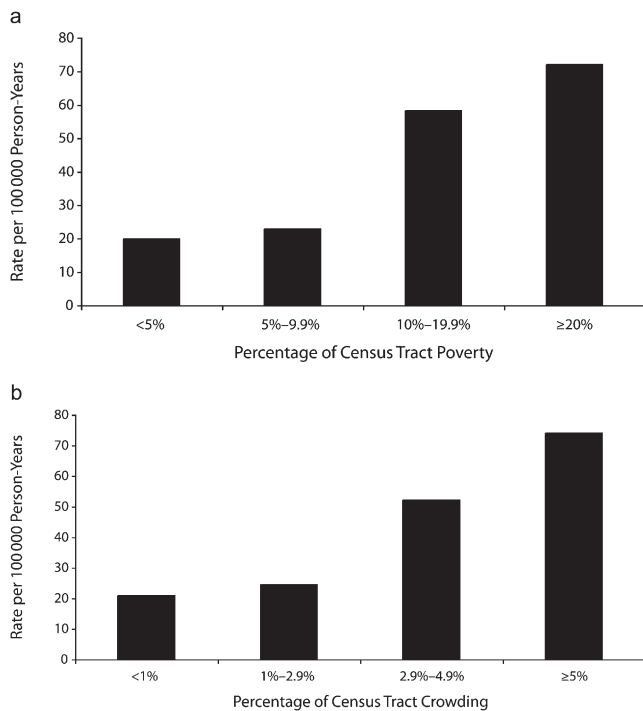 a
Rate per 100 000 Person-Years
80
70
60
50
40
30
20
10
0
<5% 5%–9.9% 10%–19.9% ≥20%
Percentage of Census Tract Poverty
b
Rate per 100 000 Person-Years
80
70
60
50
40
30
20
10
0
<1% 1%–2.9% 2.9%–4.9% ≥5%
Percentage of Census Tract Crowding